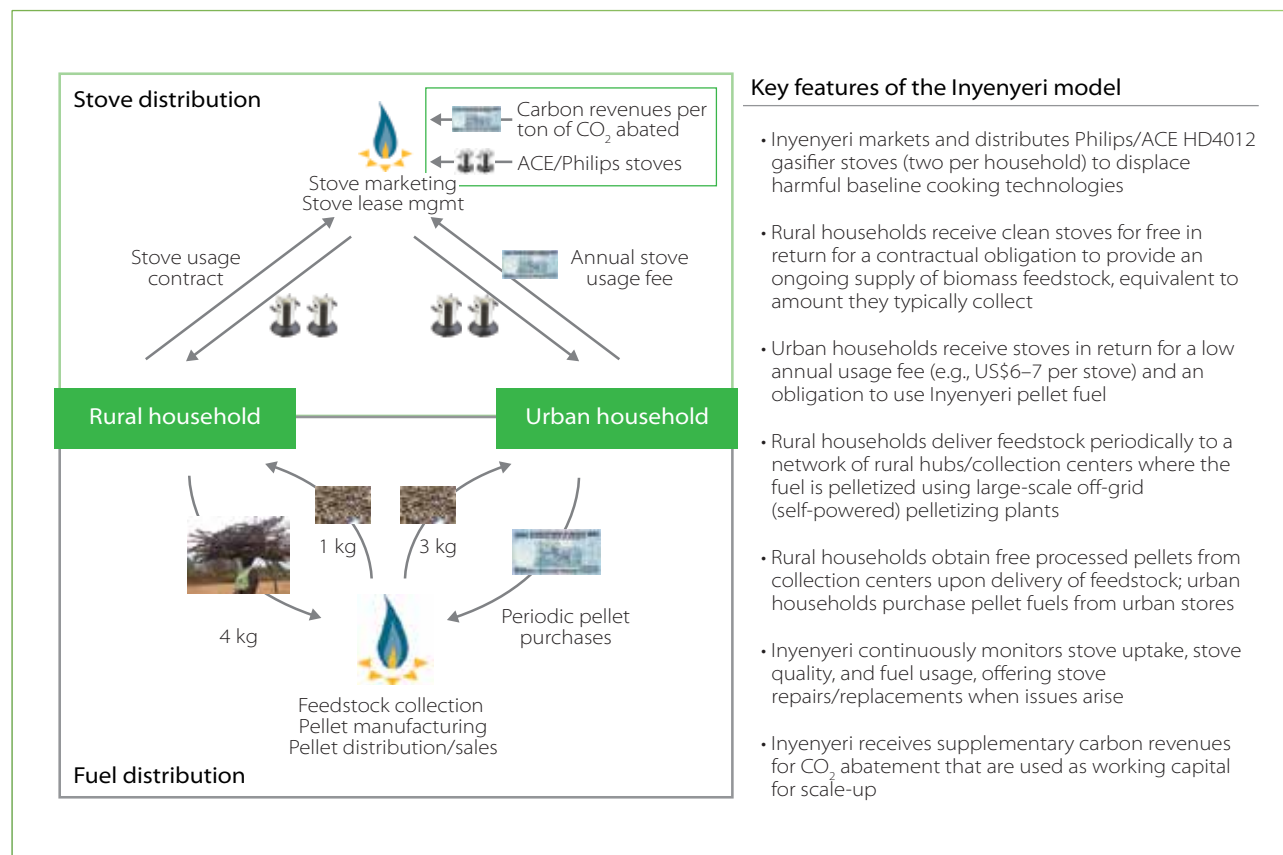 Stove distribution
Carbon revenues per
ton of CO₂ abated
ACE/Philips stoves
Stove marketing
Stove lease mgmt
Stove usage
contract
Annual stove
usage fee
Rural household
Urban household
1 kg
3 kg
4 kg
Periodic pellet
purchases
Feedstock collection
Pellet manufacturing
Pellet distribution/sales
Fuel distribution
Key features of the Inyenyeri model
• Inyenyeri markets and distributes Philips/ACE HD4012
gasifier stoves (two per household) to displace
harmful baseline cooking technologies
• Rural households receive clean stoves for free in
return for a contractual obligation to provide an
ongoing supply of biomass feedstock, equivalent to
amount they typically collect
• Urban households receive stoves in return for a low
annual usage fee (e.g., US$6–7 per stove) and an
obligation to use Inyenyeri pellet fuel
• Rural households deliver feedstock periodically to a
network of rural hubs/collection centers where the
fuel is pelletized using large-scale off-grid
(self-powered) pelletizing plants
• Rural households obtain free processed pellets from
collection centers upon delivery of feedstock; urban
households purchase pellet fuels from urban stores
• Inyenyeri continuously monitors stove uptake, stove
quality, and fuel usage, offering stove
repairs/replacements when issues arise
• Inyenyeri receives supplementary carbon revenues
for CO₂ abatement that are used as working capital
for scale-up